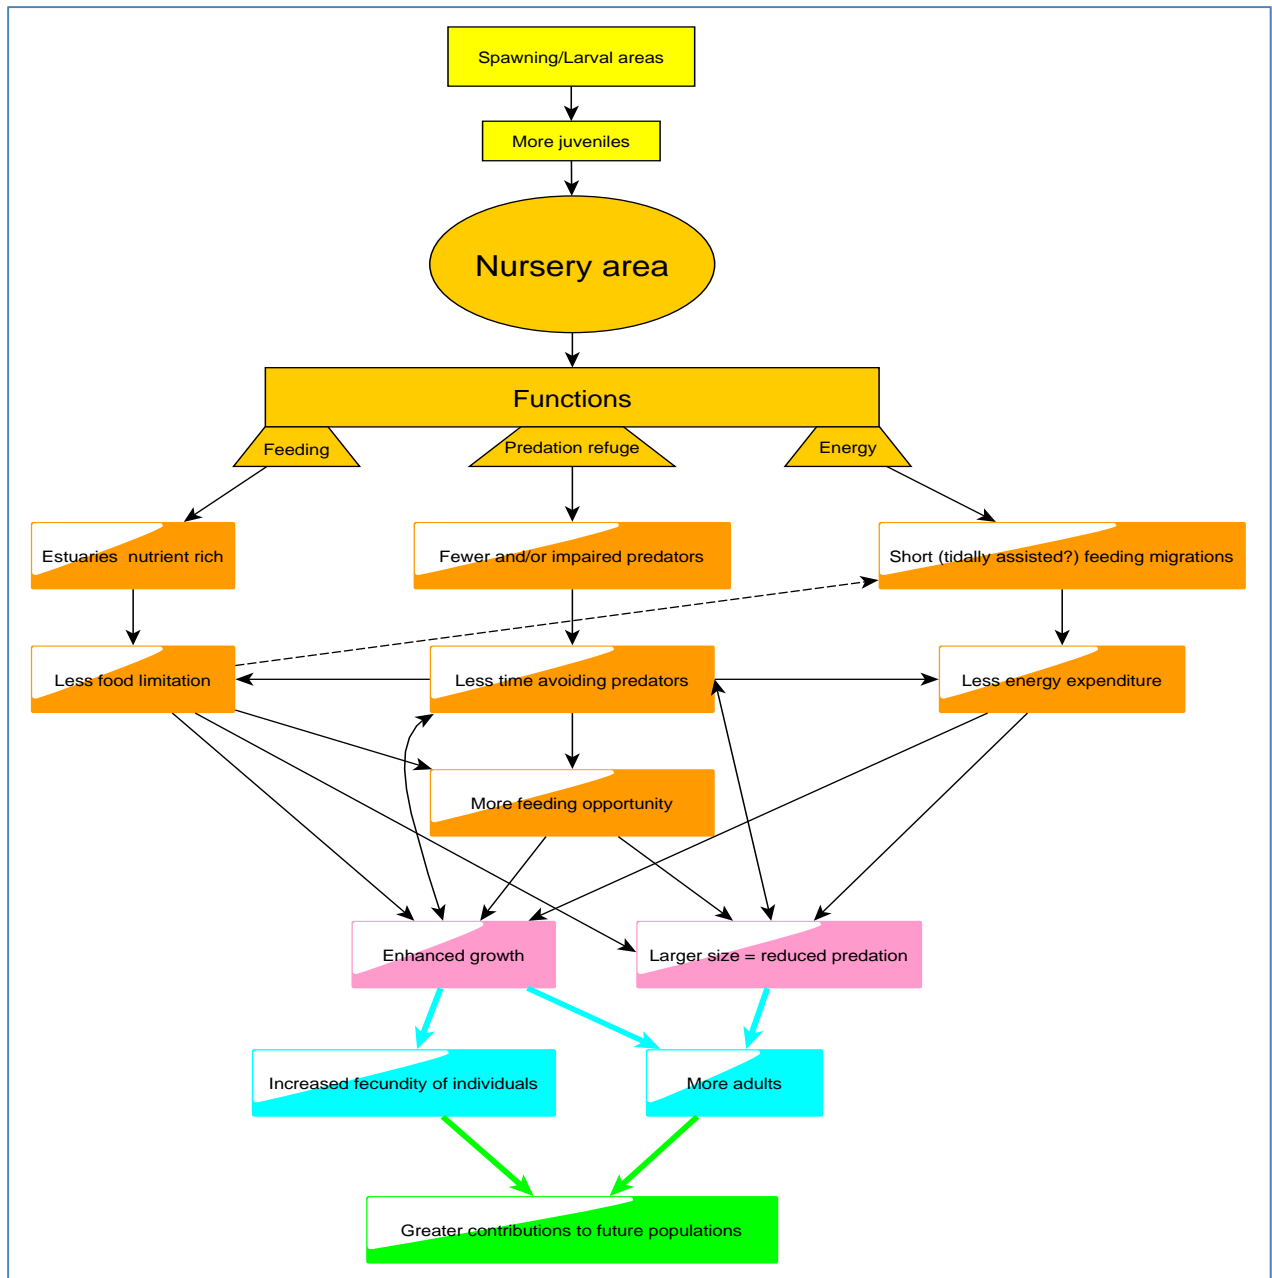 Spawning/Larval areas
More juveniles
Nursery area
Functions
Feeding
Predation refuge
Energy
Estuaries  nutrient rich
Fewer and/or impaired predators
Short (tidally assisted?) feeding migrations
Less food limitation
Less time avoiding predators
Less energy expenditure
More feeding opportunity
Enhanced growth
Larger size = reduced predation
Increased fecundity of individuals
More adults
Greater contributions to future populations